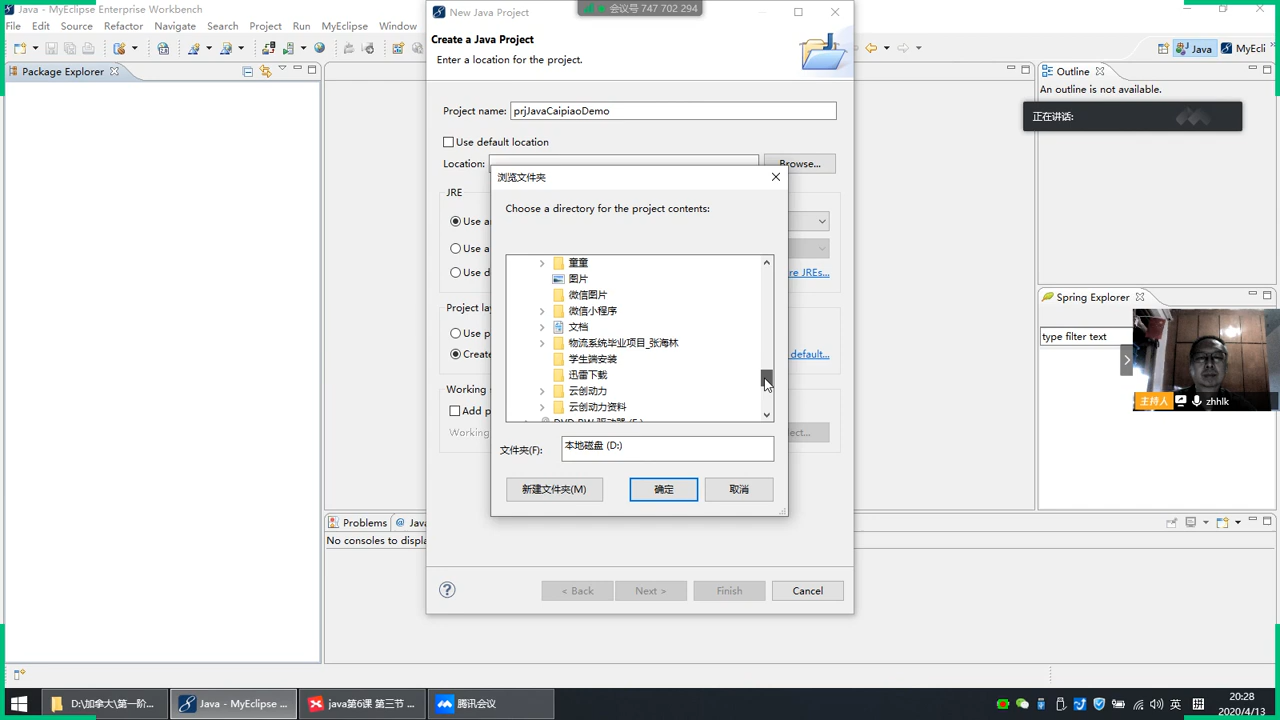 Java - MyEclipse Enterprise Workbench
File Edit
Search Project Run MyEclipse Window
Package Explorer
New Java Project
会议号 747 702 294
Create a Java Project
Enter a location for the project.
Project name: prjJavaCaipiaoDemo
Use default location
Location: Browse...
JRE
浏览文件夹
Choose a directory for the project contents:
童童
图片
微信图片
微信小程序
文档
物流系统毕业项目_张海林
学生端安装
迅雷下载
云创动力
云创动力资料
文件夹(F): 本地磁盘 (D:)
新建文件夹(M) 确定 取消
Use
Use
Use
re JREs...
Project
Use
Create
default...
Working
Add
Working
< Back Next > Finish Cancel
Java MyEcli
Outline
An outline is not available.
正在讲话:
Spring Explorer
type filter text
主持人 zhhlk
Problems @
No consoles to
D:\加拿大\第一阶...
Java - MyEclipse ...
java第6课 第三节 ...
腾讯会议
英
拼
20:28
2020/4/13